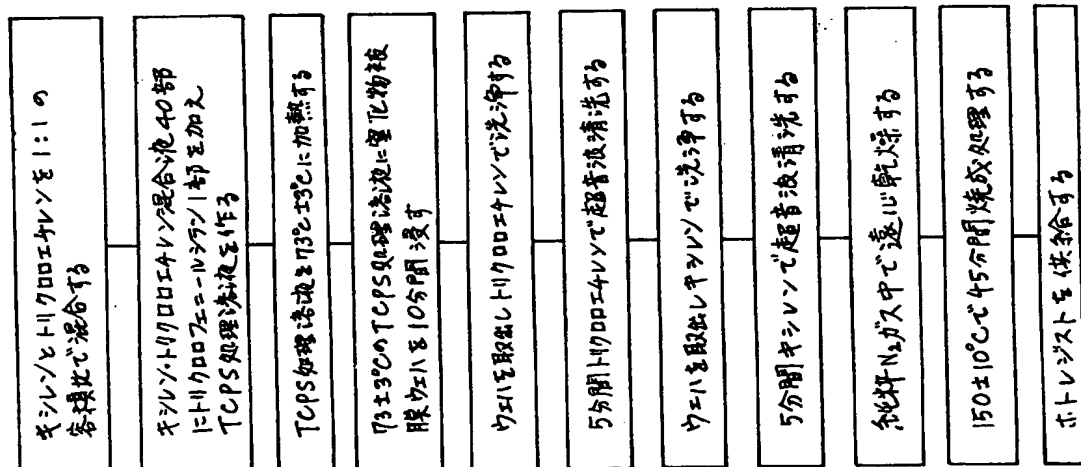 キシレンとトリクロロエチレンを1:1の
容積比で混合する
キシレン・トリクロロエチレン混合液40部
にトリクロロフェニールシラン1部を加え
TCPS処理溶液を作る
TCPS処理溶液を73℃±3℃に加熱する
73±3℃のTCPS処理溶液に窒化物被
膜ウエハを10分間浸す
ウエハを取出しトリクロロエチレンで洗浄する
5分間トリクロロエチレンで超音波清洗する
ウエハを取出しキシレンで洗浄する
5分間キシレンで超音波清洗する
純粋N₂ガス中で遠心乾燥する
150±10℃で45分間焼成処理する
ホトレジストを供給する